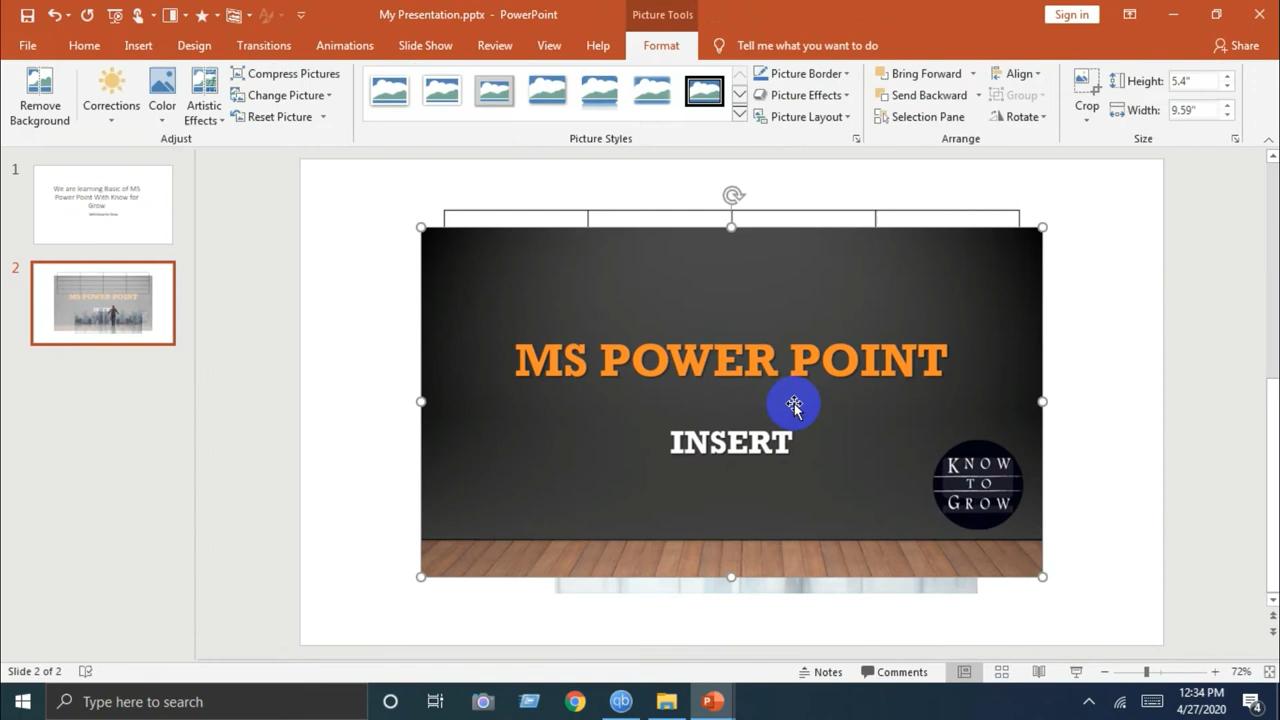 My Presentation.pptx - PowerPoint
Picture Tools
Sign in
File Home Insert Design Transitions Animations Slide Show Review View Help Format Tell me what you want to do Share
Remove Background
Corrections
Color
Artistic Effects
Compress Pictures
Change Picture
Reset Picture
Adjust
Picture Styles
Picture Border
Picture Effects
Picture Layout
Bring Forward
Send Backward
Selection Pane
Align
Group
Rotate
Arrange
Crop
Height: 5.4"
Width: 9.59"
Size
1
We are learning Basic of MS
Power Point With Know for
Grow
2
MS POWER POINT
MS POWER POINT
INSERT
KNOW
TO
GROW
Slide 2 of 2
Notes
Comments
72%
Type here to search
qb
P
12:34 PM
4/27/2020
4